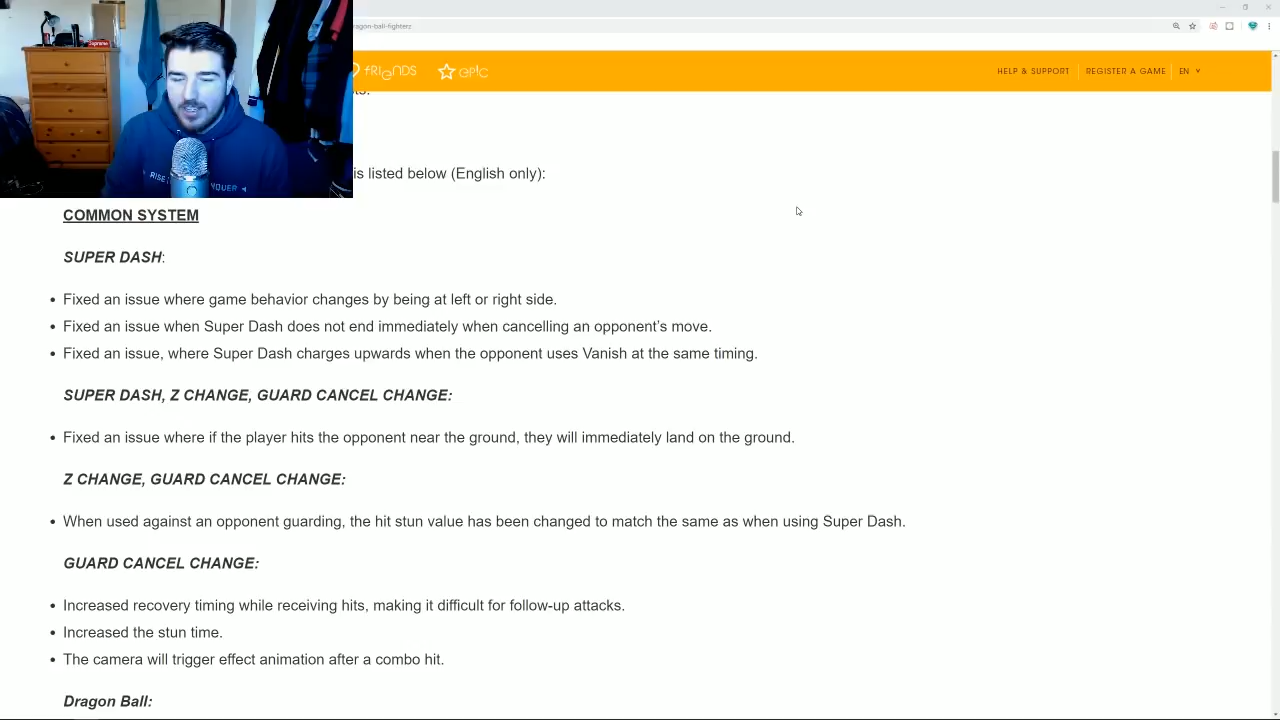 agon-ball-fighterz
Supreme
FRIENDS
EPIC
HELP & SUPPORT
REGISTER A GAME
EN
is listed below (English only):
COMMON SYSTEM
SUPER DASH:
• Fixed an issue where game behavior changes by being at left or right side.
• Fixed an issue when Super Dash does not end immediately when cancelling an opponent’s move.
• Fixed an issue, where Super Dash charges upwards when the opponent uses Vanish at the same timing.
SUPER DASH, Z CHANGE, GUARD CANCEL CHANGE:
• Fixed an issue where if the player hits the opponent near the ground, they will immediately land on the ground.
Z CHANGE, GUARD CANCEL CHANGE:
• When used against an opponent guarding, the hit stun value has been changed to match the same as when using Super Dash.
GUARD CANCEL CHANGE:
• Increased recovery timing while receiving hits, making it difficult for follow-up attacks.
• Increased the stun time.
• The camera will trigger effect animation after a combo hit.
Dragon Ball: